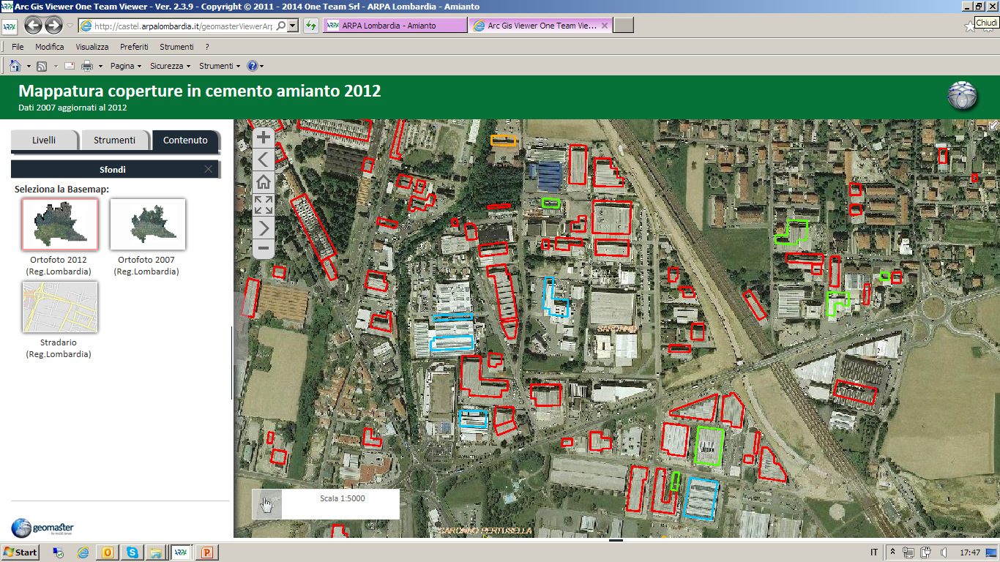 Arc Gis Viewer One Team Viewer - Ver. 2.3.9 - Copyright © 2011 - 2014 One Team Srl - ARPA Lombardia - Amianto
Chiudi
http://castel.arpalombardia.it/geomasterViewerArp
ARPA Lombardia - Amianto
Arc Gis Viewer One Team Vie...
File Modifica Visualizza Preferiti Strumenti ?
Pagina Sicurezza Strumenti
Mappatura coperture in cemento amianto 2012
Dati 2007 aggiornati al 2012
Livelli Strumenti Contenuto
Sfondi
Seleziona la Basemap:
Ortofoto 2012 Ortofoto 2007
(Reg.Lombardia) (Reg.Lombardia)
Stradario
(Reg.Lombardia)
Scala 1:5000
CARONNO PERTUSELLA
geomaster
Start IT 17:47